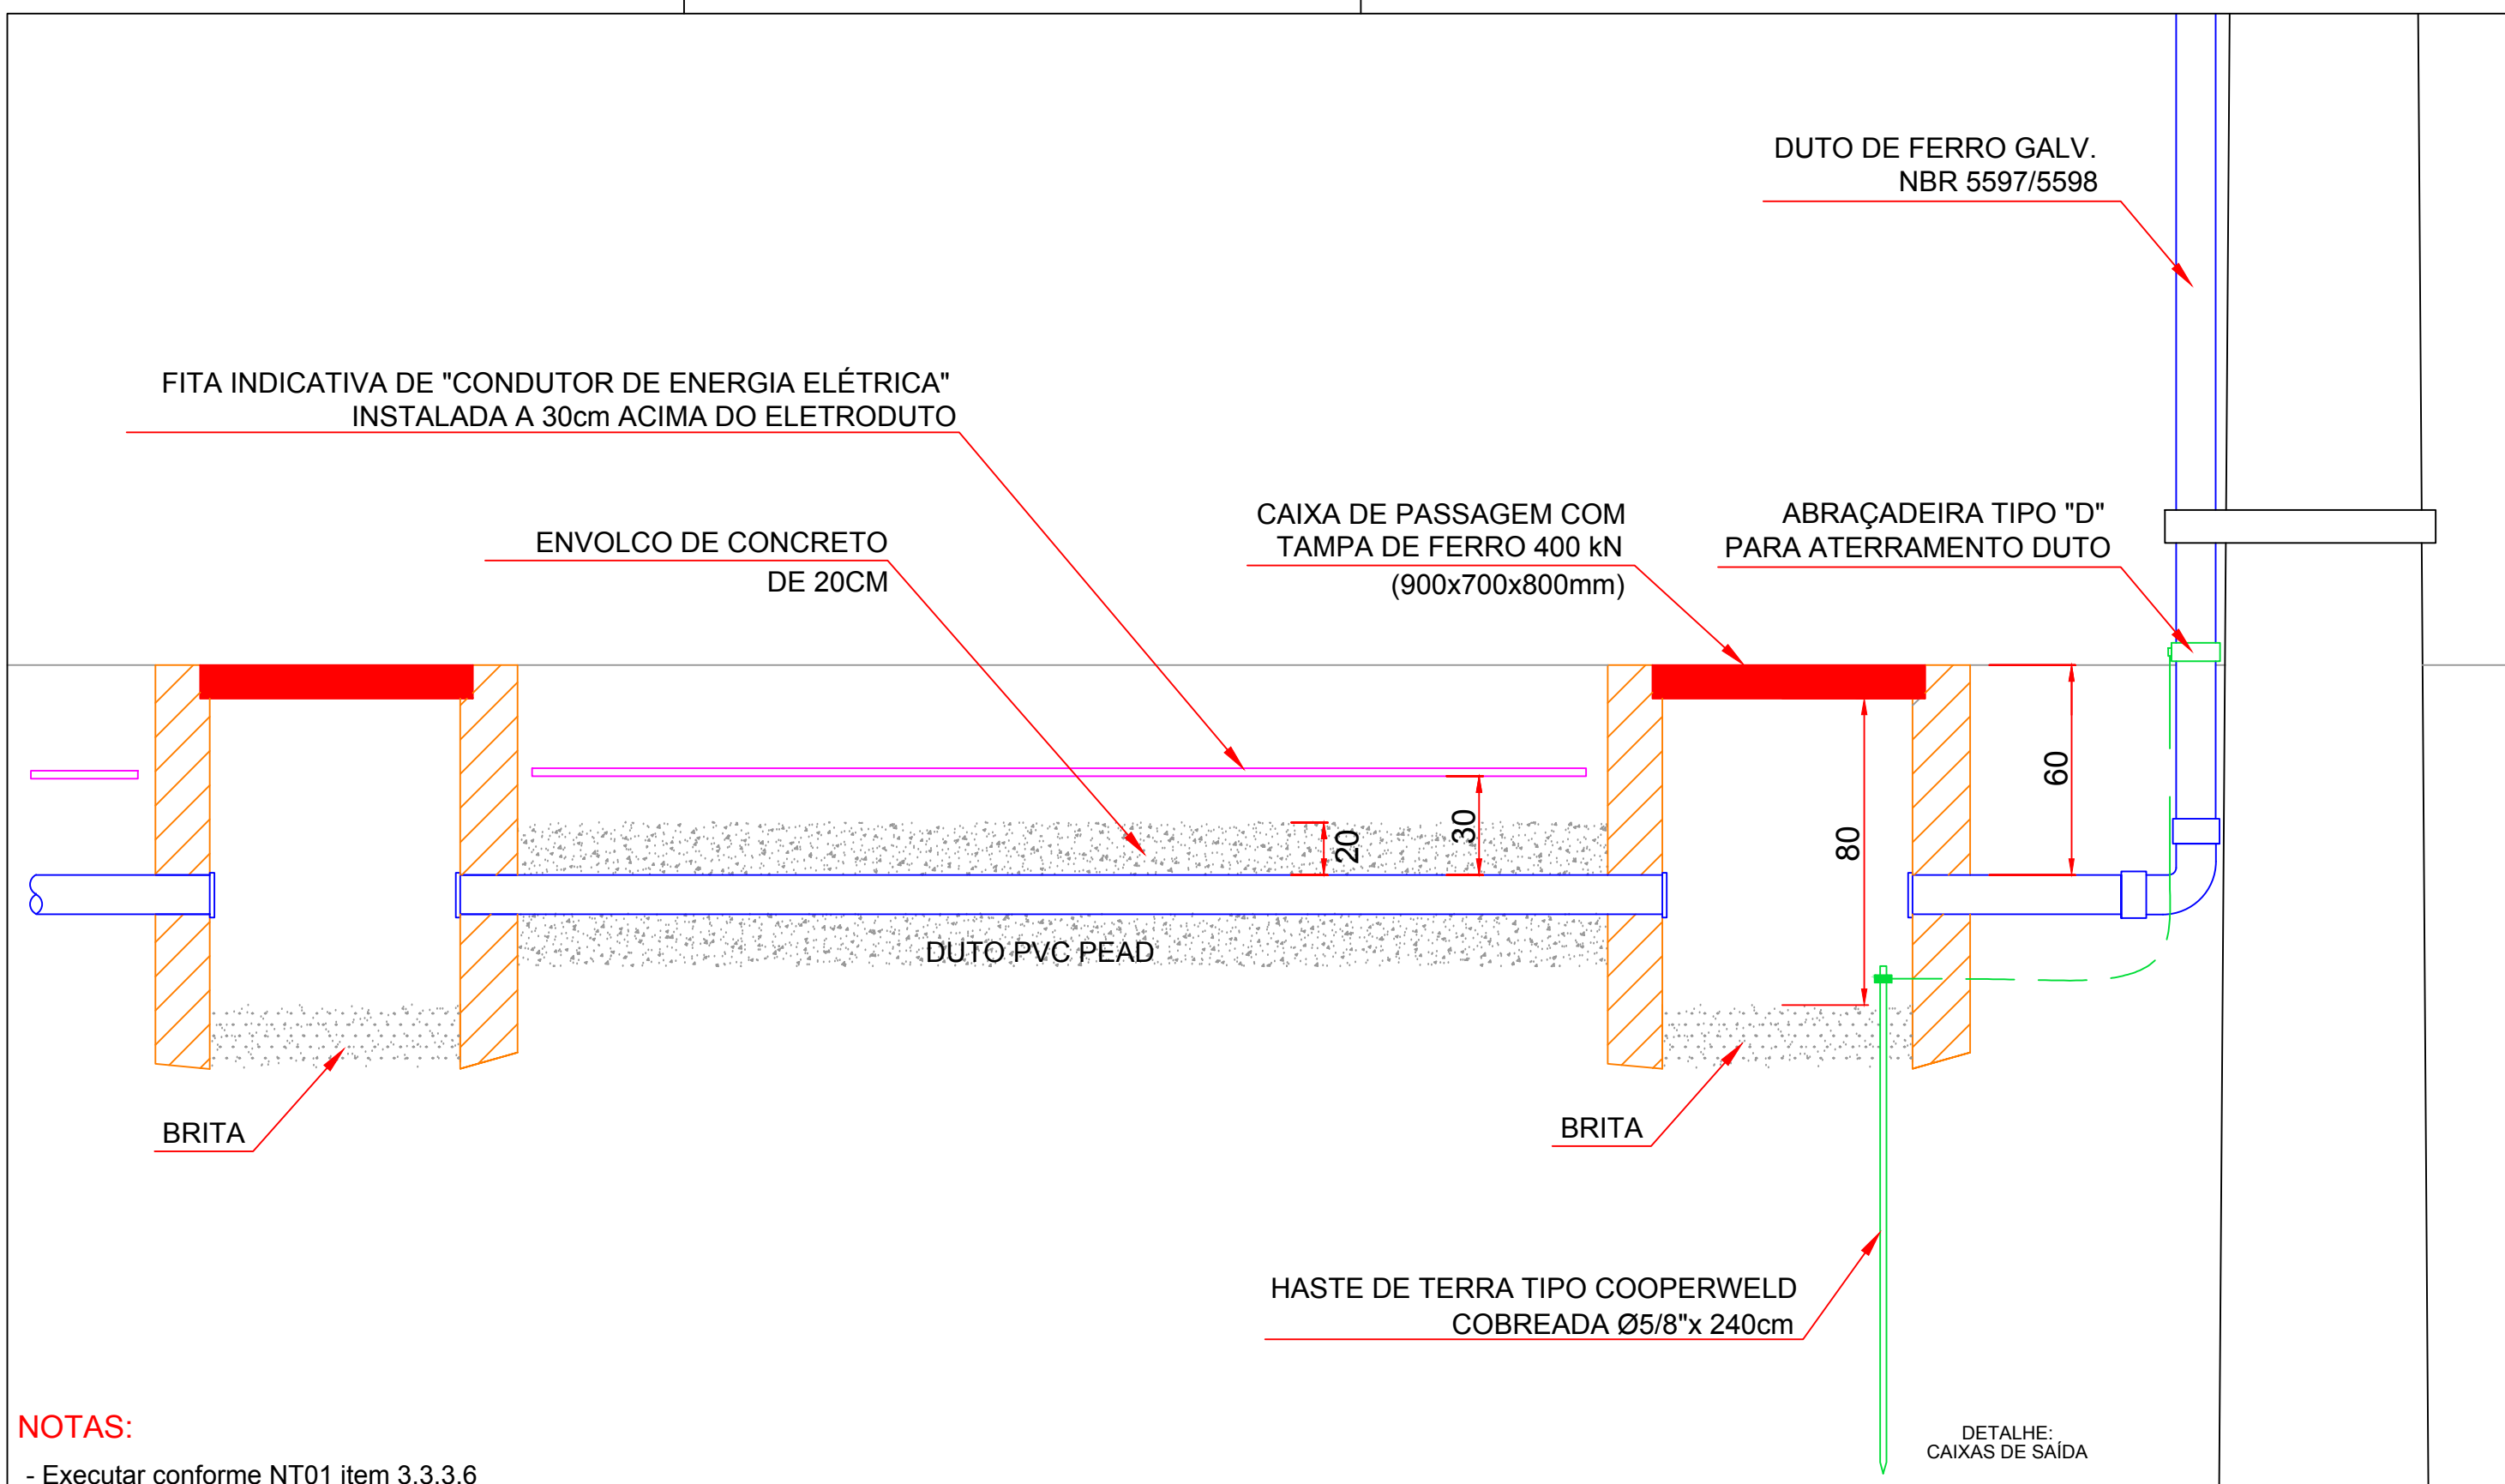 DUTO DE FERRO GALV.
NBR 5597/5598
FITA INDICATIVA DE "CONDUTOR DE ENERGIA ELÉTRICA"
INSTALADA A 30cm ACIMA DO ELETRODUTO
ENVOLCO DE CONCRETO
DE 20CM
CAIXA DE PASSAGEM COM
TAMPA DE FERRO 400 kN
(900x700x800mm)
ABRAÇADEIRA TIPO "D"
PARA ATERRAMENTO DUTO
60
30
20
80
DUTO PVC PEAD
BRITA
BRITA
HASTE DE TERRA TIPO COOPERWELD
COBREADA Ø5/8"x 240cm
NOTAS:
- Executar conforme NT01 item 3.3.3.6
DETALHE:
CAIXAS DE SAÍDA